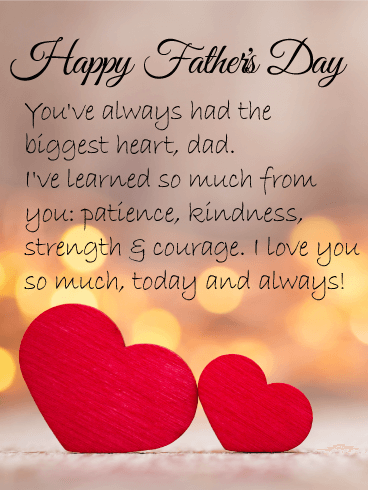 Happy Father's Day
You've always had the
biggest heart, dad.
I've learned so much from
you: patience, kindness,
strength & courage. I love you
so much, today and always!